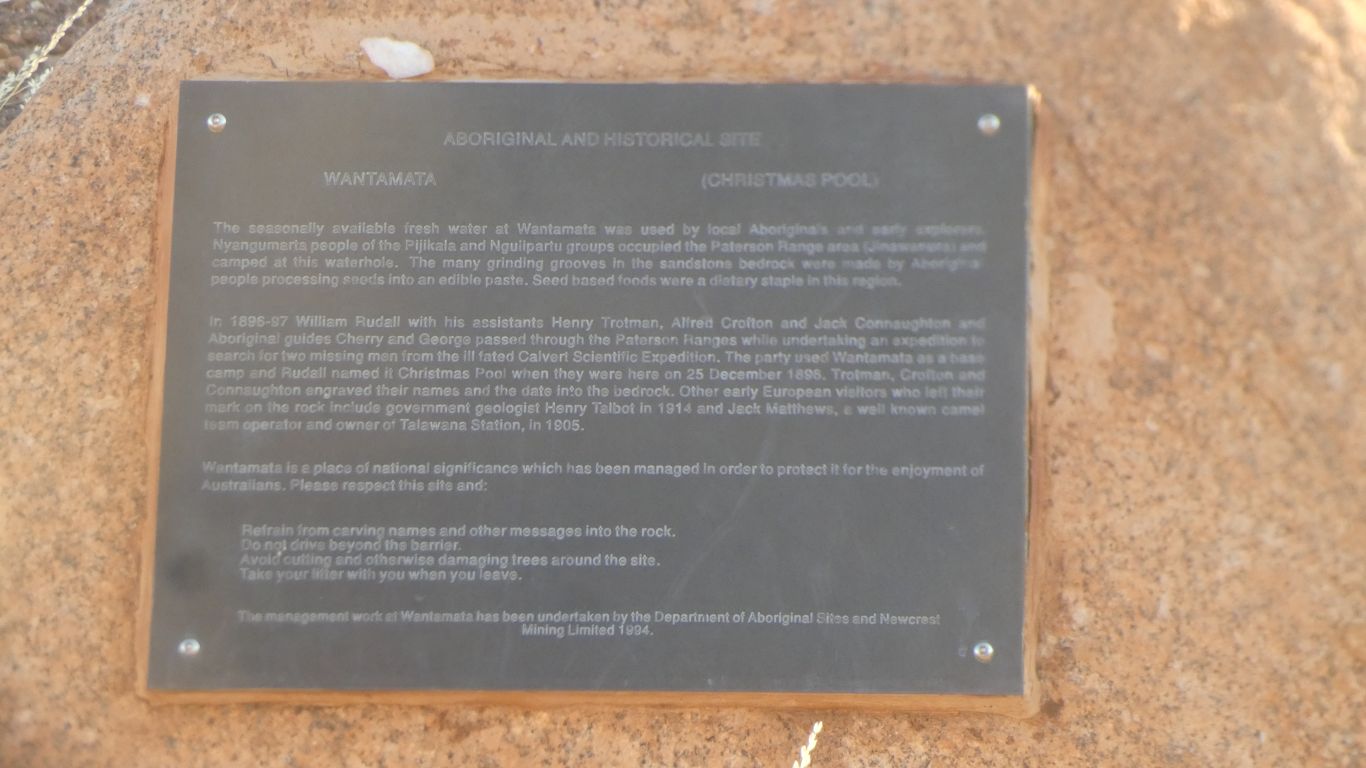 ABORIGINAL AND HISTORICAL SITE
WANTAMATA (CHRISTMAS POOL)
The seasonally available fresh water at Wantamata was used by local Aboriginals and early explorers.
Nyangumarta people of the Pijikala and Ngulipartu groups occupied the Paterson Range area and
camped at this waterhole. The many grinding grooves in the sandstone bedrock were made by Aboriginal
people processing seeds into an edible paste. Seed based foods were a dietary staple in this region.
In 1896-97 William Rudall with his assistants Henry Trotman, Alfred Crofton and Jack Connaughton and
Aboriginal guides Cherry and George passed through the Paterson Ranges while undertaking an expedition to
search for two missing men from the ill fated Calvert Scientific Expedition. The party used Wantamata as a base
camp and Rudall named it Christmas Pool when they were here on 25 December 1896. Trotman, Crofton and
Connaughton engraved their names and the date into the bedrock. Other early European visitors who left their
mark on the rock include government geologist Henry Talbot in 1914 and Jack Matthews, a well known camel
team operator and owner of Talawana Station, in 1905.
Wantamata is a place of national significance which has been managed in order to protect it for the enjoyment of
Australians. Please respect this site and:
Refrain from carving names and other messages into the rock.
Do not drive beyond the barrier.
Avoid cutting and otherwise damaging trees around the site.
Take your litter with you when you leave.
The management work at Wantamata has been undertaken by the Department of Aboriginal Sites and Newcrest
Mining Limited 1994.